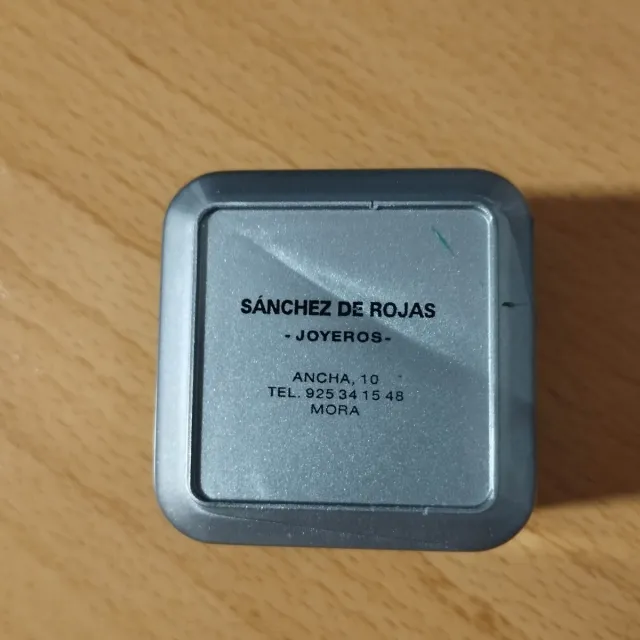 SÁNCHEZ DE ROJAS
- JOYEROS -
ANCHA, 10
TEL. 925 34 15 48
MORA